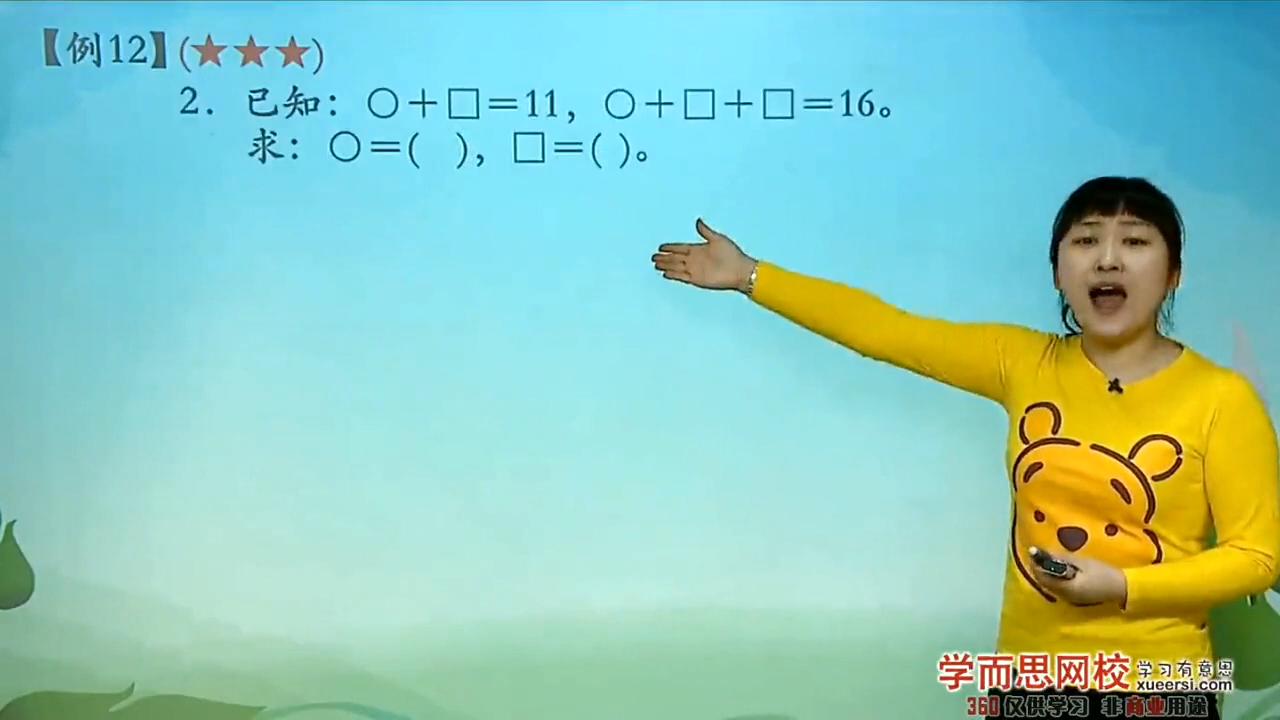 【例12】(★★★)
2. 已知：○+□=11，○+□+□=16。
求：○=( )，□=( )。
学而思网校 学习有意思
xueersi.com
360 仅供学习 非商业用途